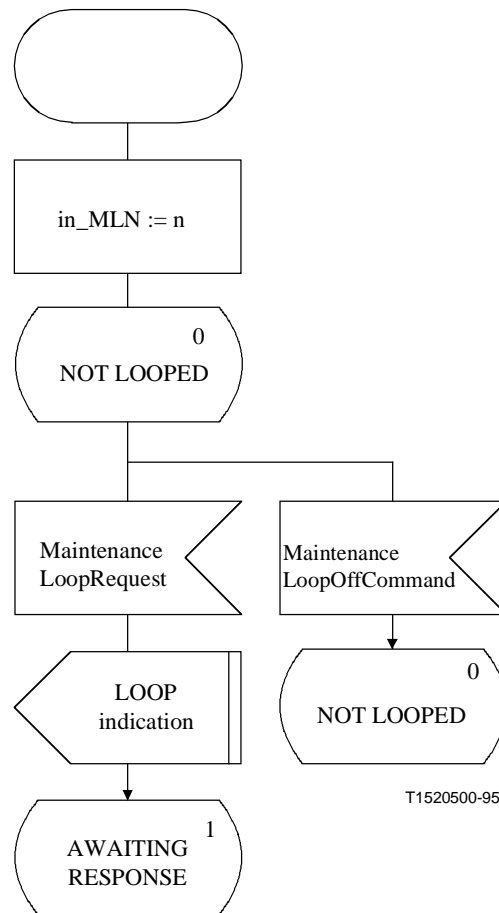 in_MLN := n
0
NOT LOOPED
Maintenance
LoopRequest
Maintenance
LoopOffCommand
LOOP
indication
0
NOT LOOPED
T1520500-95
1
AWAITING
RESPONSE